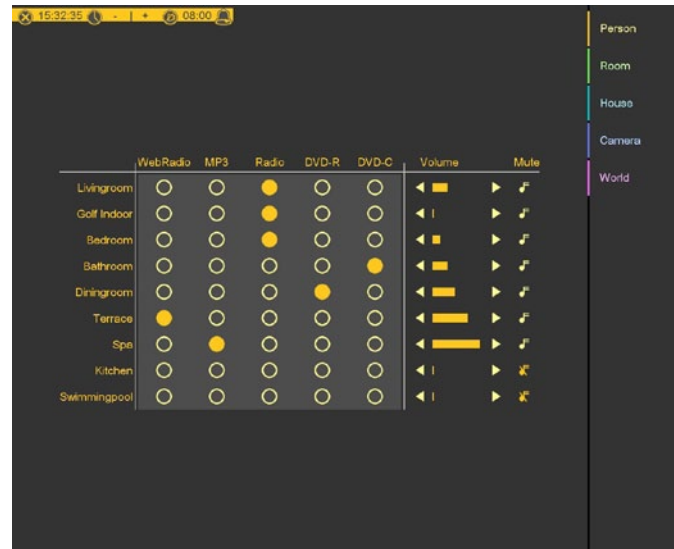 15:32:35 - | + 08:00
Person
Room
House
Camera
World
WebRadio MP3 Radio DVD-R DVD-C Volume Mute
Livingroom
Golf Indoor
Bedroom
Bathroom
Diningroom
Terrace
Spa
Kitchen
Swimmingpool